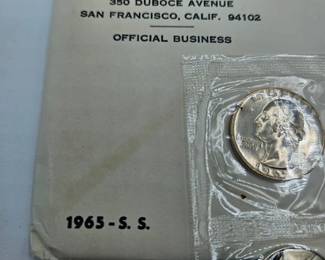 350 DUBOCE AVENUE
SAN FRANCISCO, CALIF. 94102
OFFICIAL BUSINESS
1965 - S. S.